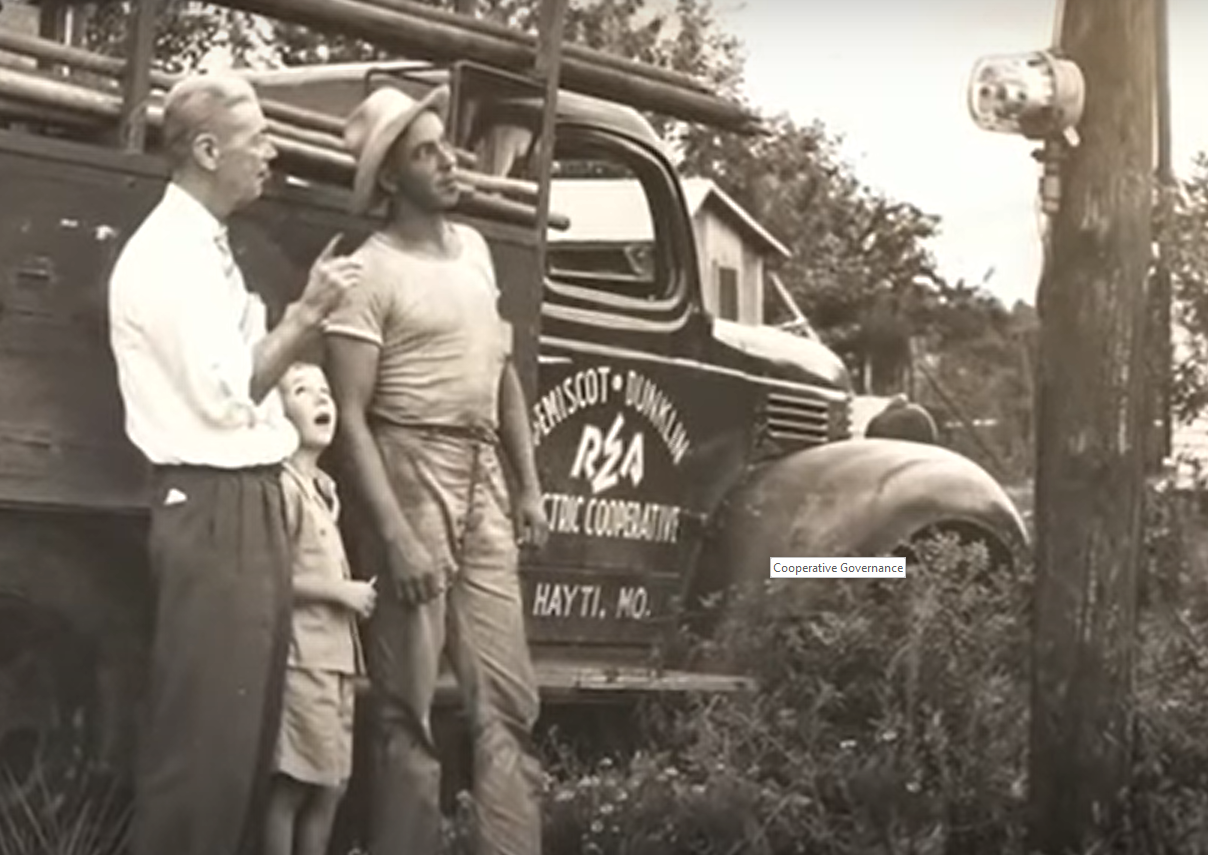 PEMISCOT • DUNKLIN
REA
ELECTRIC COOPERATIVE
HAYTI, MO.
Cooperative Governance